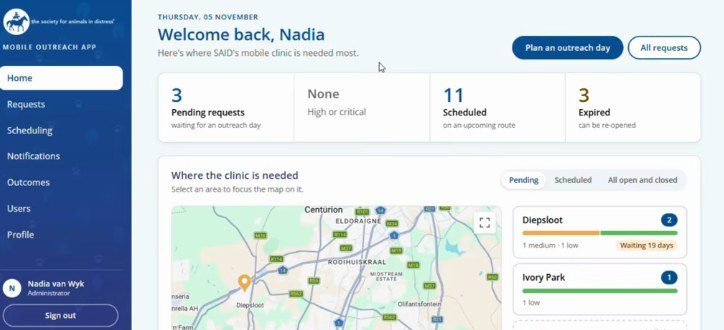 the society for animals in distress
MOBILE OUTREACH APP
Home
Requests
Scheduling
Notifications
Outcomes
Users
Profile
N
Nadia van Wyk
Administrator
Sign out
THURSDAY, 05 NOVEMBER
Welcome back, Nadia
Here's where SAID's mobile clinic is needed most.
Plan an outreach day
All requests
3
Pending requests
waiting for an outreach day
None
High or critical
11
Scheduled
on an upcoming route
3
Expired
can be re-opened
Where the clinic is needed
Select an area to focus the map on it.
Pending
Scheduled
All open and closed
Centurion
ELDORAIGNE
ROOIHUISKRAAL
MIDSTREAM
ESTATE
Diepsloot
Olifantsfontein
Diepsloot
2
1 medium · 1 low
Waiting 19 days
Ivory Park
1
1 low